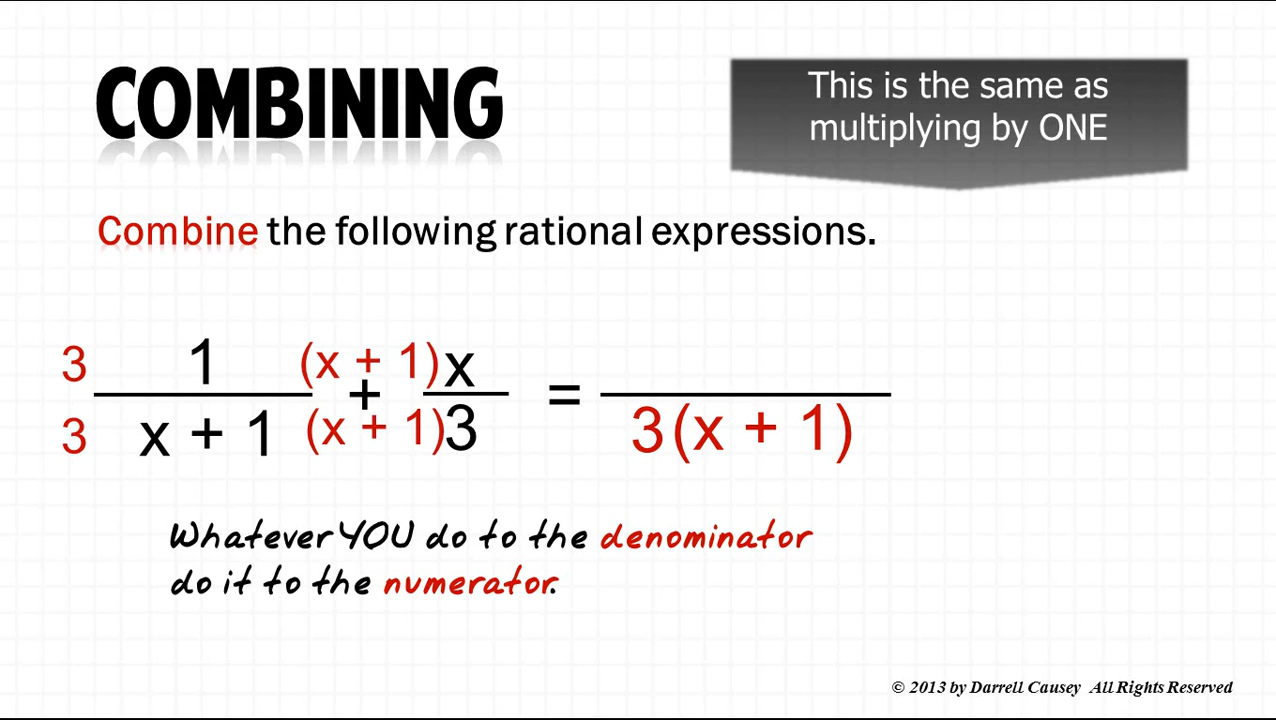 COMBINING
This is the same as
multiplying by ONE
Combine the following rational expressions.
3 1 (x + 1) x
+ =
3 x + 1 (x + 1) 3 3(x + 1)
Whatever YOU do to the denominator
do it to the numerator.
© 2013 by Darrell Causey All Rights Reserved